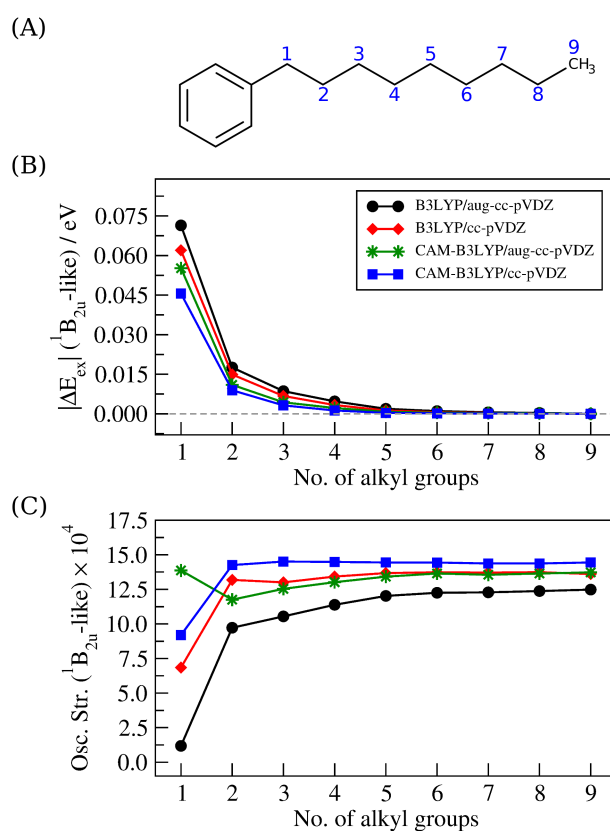 (A)
1 3 5 7 9
CH3
2 4 6 8
(B)
|ΔEex| (1B2u-like) / eV
0.075
0.060
0.045
0.030
0.015
0.000
B3LYP/aug-cc-pVDZ
B3LYP/cc-pVDZ
CAM-B3LYP/aug-cc-pVDZ
CAM-B3LYP/cc-pVDZ
1 2 3 4 5 6 7 8 9
No. of alkyl groups
(C)
Osc. Str. (1B2u-like) × 10^4
17.5
15.0
12.5
10.0
7.5
5.0
2.5
0.0
1 2 3 4 5 6 7 8 9
No. of alkyl groups